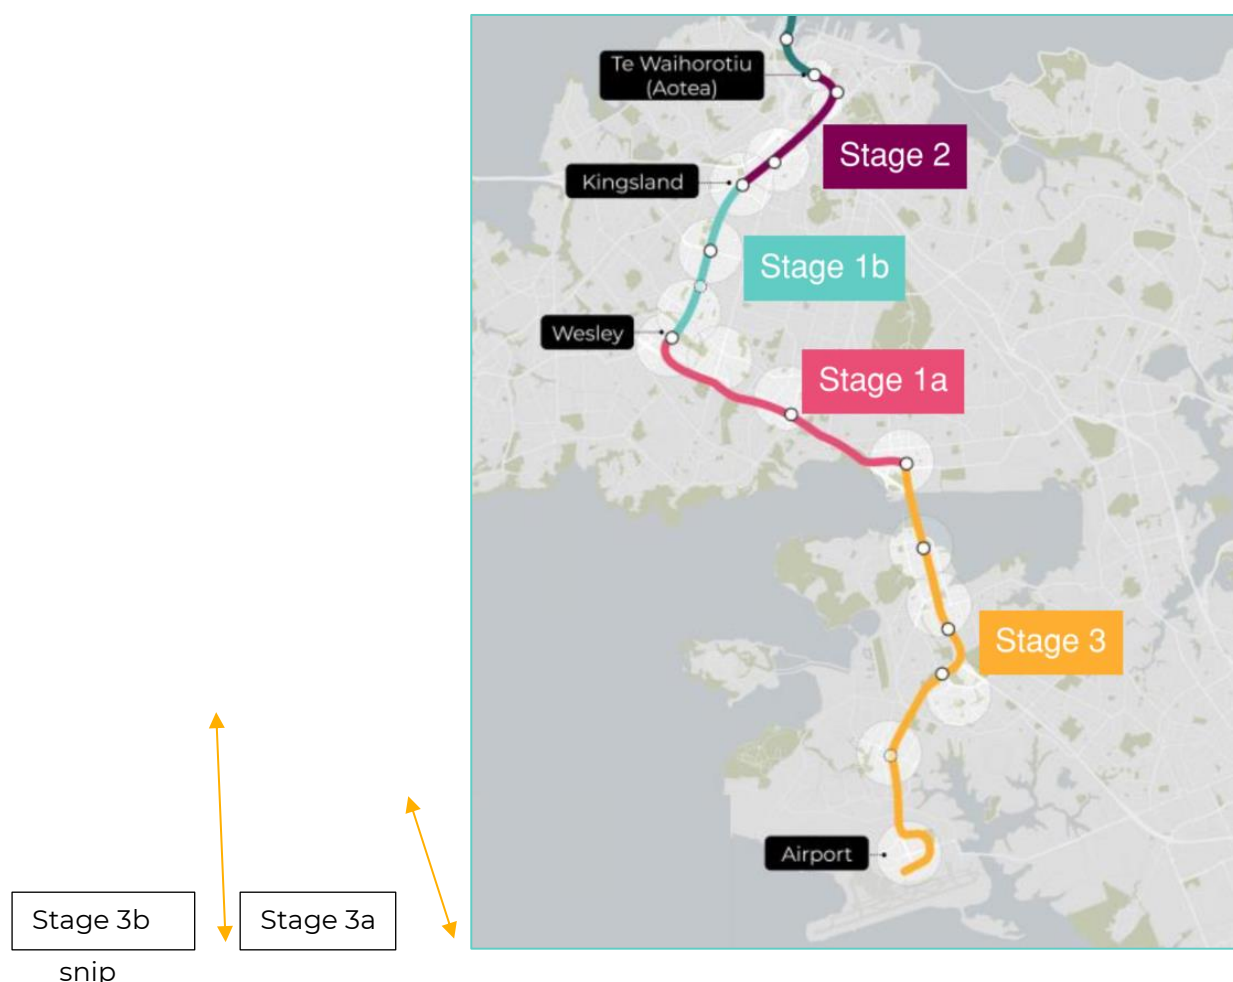 Te Waihorotiu
(Aotea)
Stage 2
Kingsland
Stage 1b
Wesley
Stage 1a
Stage 3
Airport
Stage 3b
Stage 3a
snip